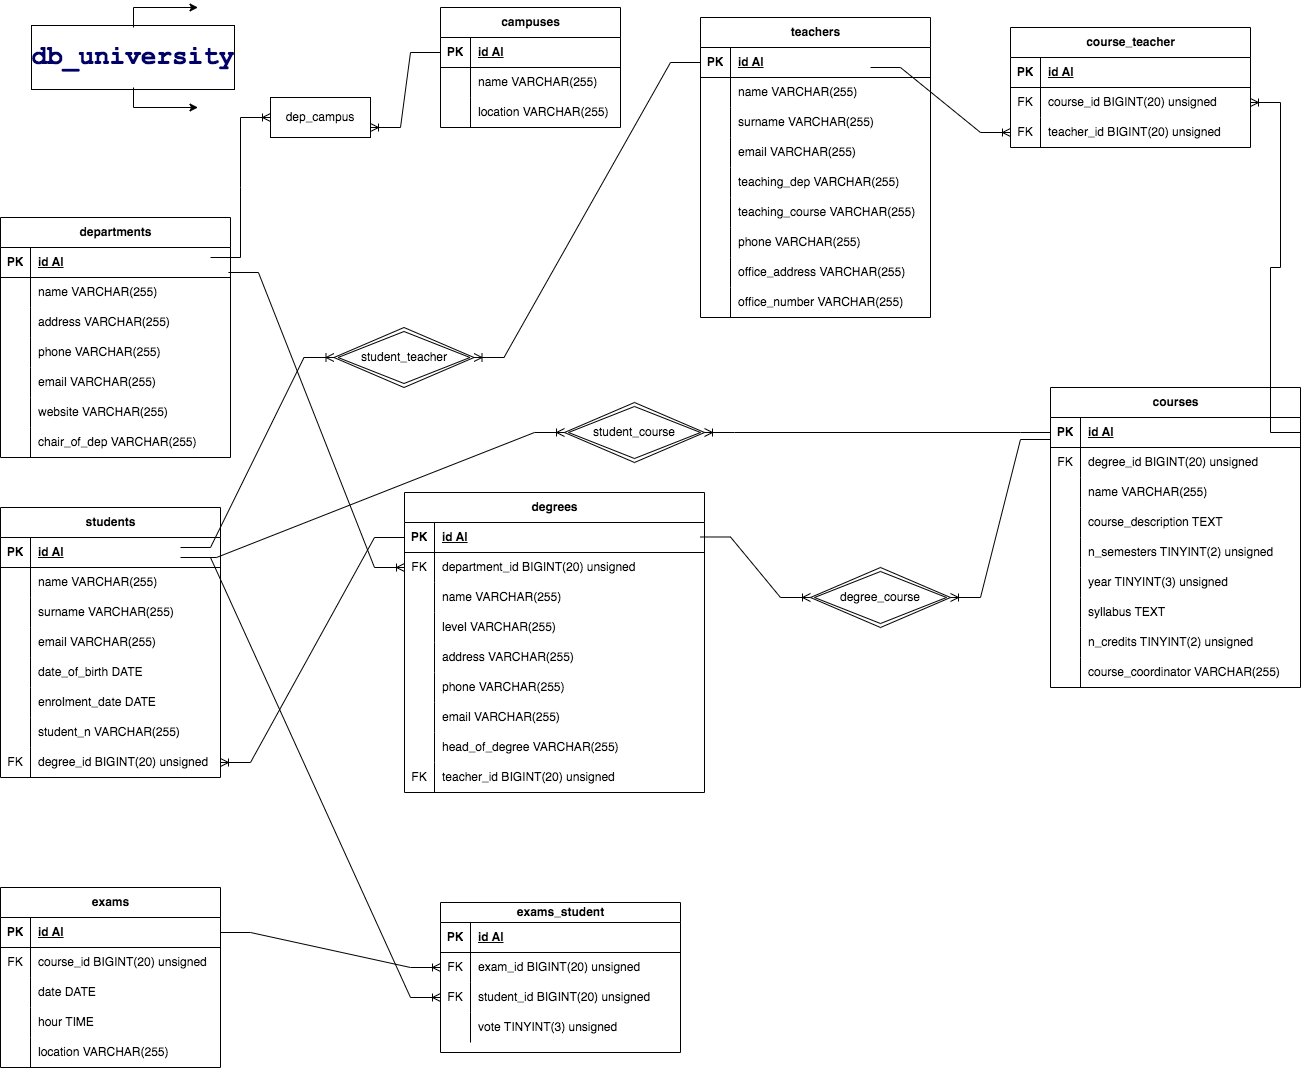 db_university
campuses
PK id AI
name VARCHAR(255)
location VARCHAR(255)
dep_campus
teachers
PK id AI
name VARCHAR(255)
surname VARCHAR(255)
email VARCHAR(255)
teaching_dep VARCHAR(255)
teaching_course VARCHAR(255)
phone VARCHAR(255)
office_address VARCHAR(255)
office_number VARCHAR(255)
course_teacher
PK id AI
FK course_id BIGINT(20) unsigned
FK teacher_id BIGINT(20) unsigned
departments
PK id AI
name VARCHAR(255)
address VARCHAR(255)
phone VARCHAR(255)
email VARCHAR(255)
website VARCHAR(255)
chair_of_dep VARCHAR(255)
student_teacher
student_course
courses
PK id AI
FK degree_id BIGINT(20) unsigned
name VARCHAR(255)
course_description TEXT
n_semesters TINYINT(2) unsigned
year TINYINT(3) unsigned
syllabus TEXT
n_credits TINYINT(2) unsigned
course_coordinator VARCHAR(255)
students
PK id AI
name VARCHAR(255)
surname VARCHAR(255)
email VARCHAR(255)
date_of_birth DATE
enrolment_date DATE
student_n VARCHAR(255)
FK degree_id BIGINT(20) unsigned
degrees
PK id AI
FK department_id BIGINT(20) unsigned
name VARCHAR(255)
level VARCHAR(255)
address VARCHAR(255)
phone VARCHAR(255)
email VARCHAR(255)
head_of_degree VARCHAR(255)
FK teacher_id BIGINT(20) unsigned
degree_course
exams
PK id AI
FK course_id BIGINT(20) unsigned
date DATE
hour TIME
location VARCHAR(255)
exams_student
PK id AI
FK exam_id BIGINT(20) unsigned
FK student_id BIGINT(20) unsigned
vote TINYINT(3) unsigned